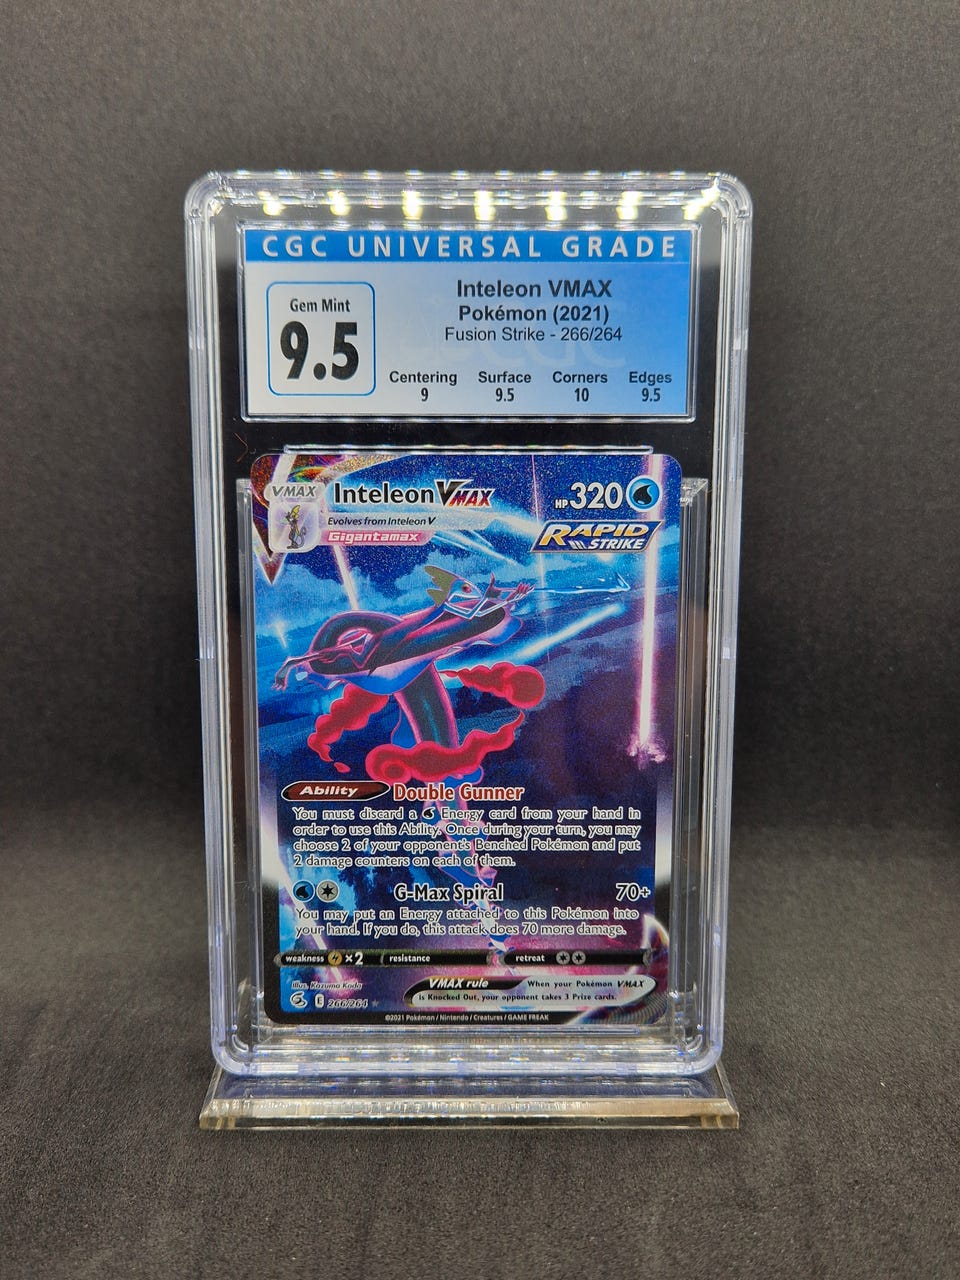 CGC UNIVERSAL GRADE
Gem Mint
9.5
Inteleon VMAX
Pokémon (2021)
Fusion Strike - 266/264
Centering Surface Corners Edges
9 9.5 10 9.5
VMAX Inteleon VMAX HP 320
Evolves from Inteleon V
Gigantamax
RAPID STRIKE
Ability Double Gunner
You must discard a Energy card from your hand in
order to use this Ability. Once during your turn, you may
choose 2 of your opponent's Benched Pokémon and put
2 damage counters on each of them.
G-Max Spiral 70+
You may put an Energy attached to this Pokémon into
your hand. If you do, this attack does 70 more damage.
weakness ×2 resistance retreat
Illus. Kazuma Koda
VMAX rule When your Pokémon VMAX
is Knocked Out, your opponent takes 3 Prize cards.
E 266/264
©2021 Pokémon / Nintendo / Creatures / GAME FREAK